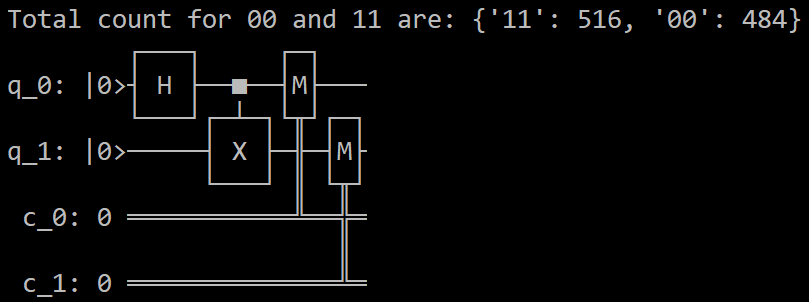 Total count for 00 and 11 are: {'11': 516, '00': 484}
q_0: |0> H M
q_1: |0> X M
c_0: 0
c_1: 0